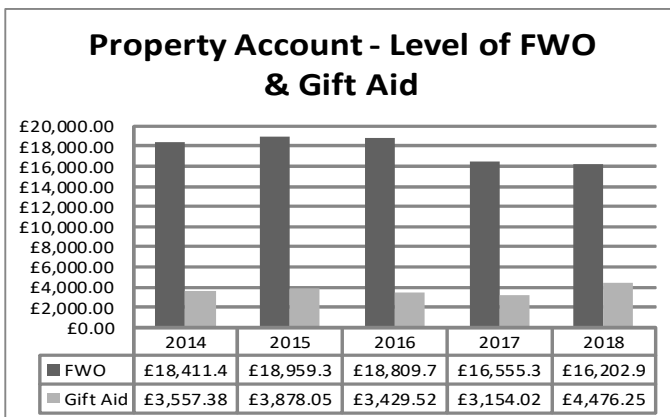 Property Account - Level of FWO
& Gift Aid
£20,000.00
£18,000.00
£16,000.00
£14,000.00
£12,000.00
£10,000.00
£8,000.00
£6,000.00
£4,000.00
£2,000.00
£0.00
2014 2015 2016 2017 2018
FWO £18,411.4 £18,959.3 £18,809.7 £16,555.3 £16,202.9
Gift Aid £3,557.38 £3,878.05 £3,429.52 £3,154.02 £4,476.25